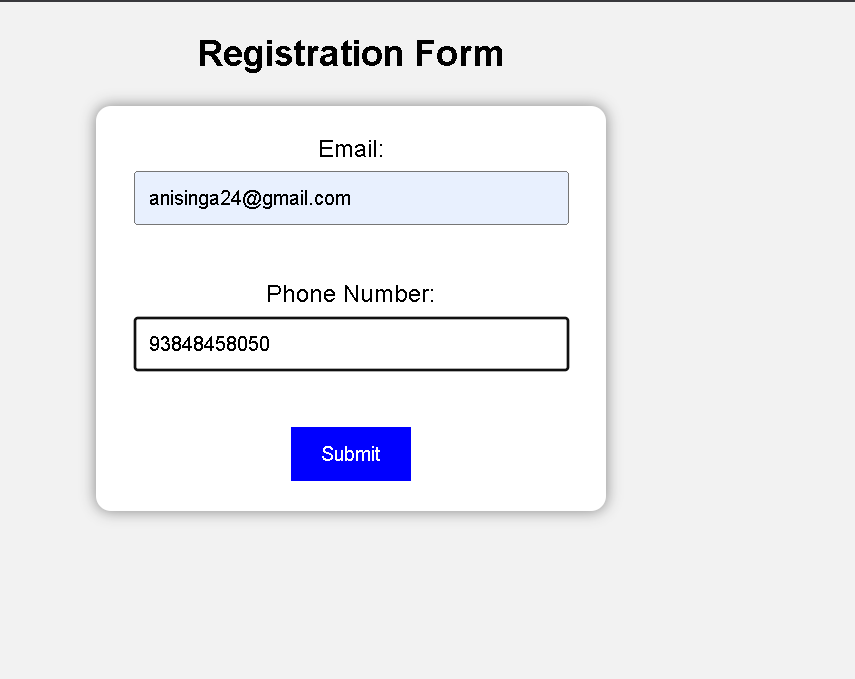 Registration Form
Email:
anisinga24@gmail.com
Phone Number:
93848458050
Submit